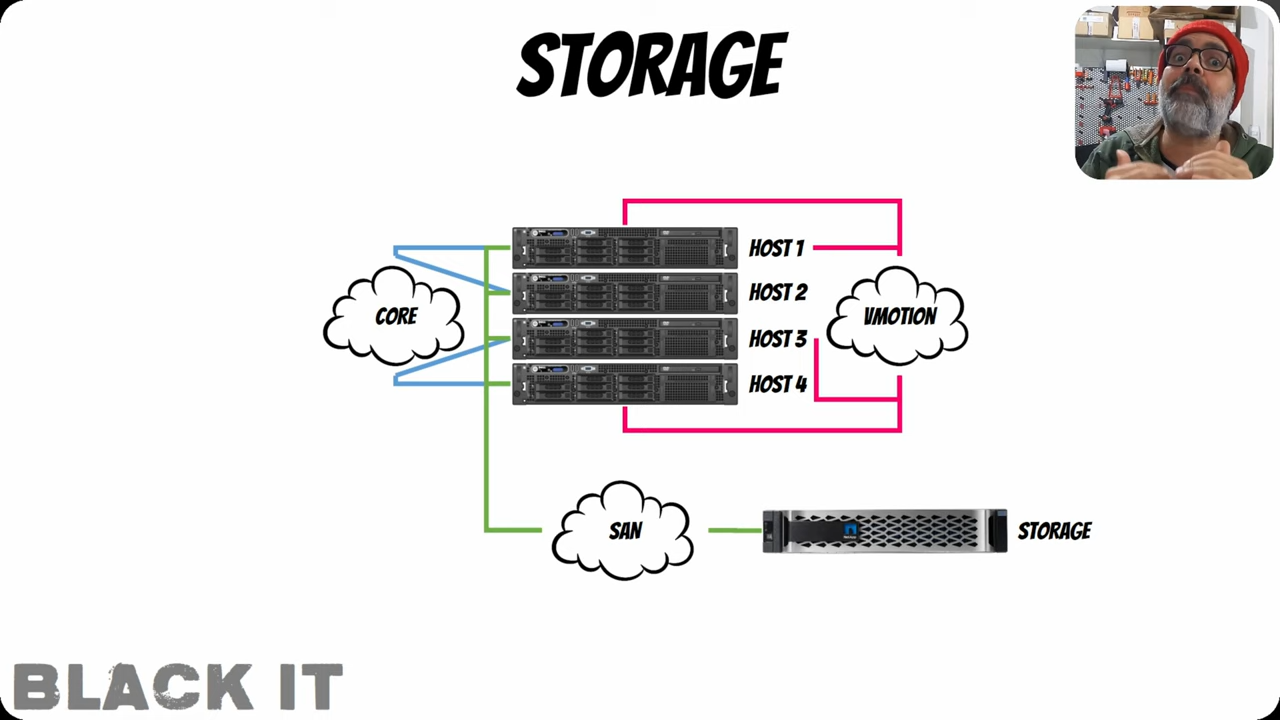 STORAGE
HOST 1
HOST 2
CORE
VMOTION
HOST 3
HOST 4
SAN
STORAGE
BLACK IT